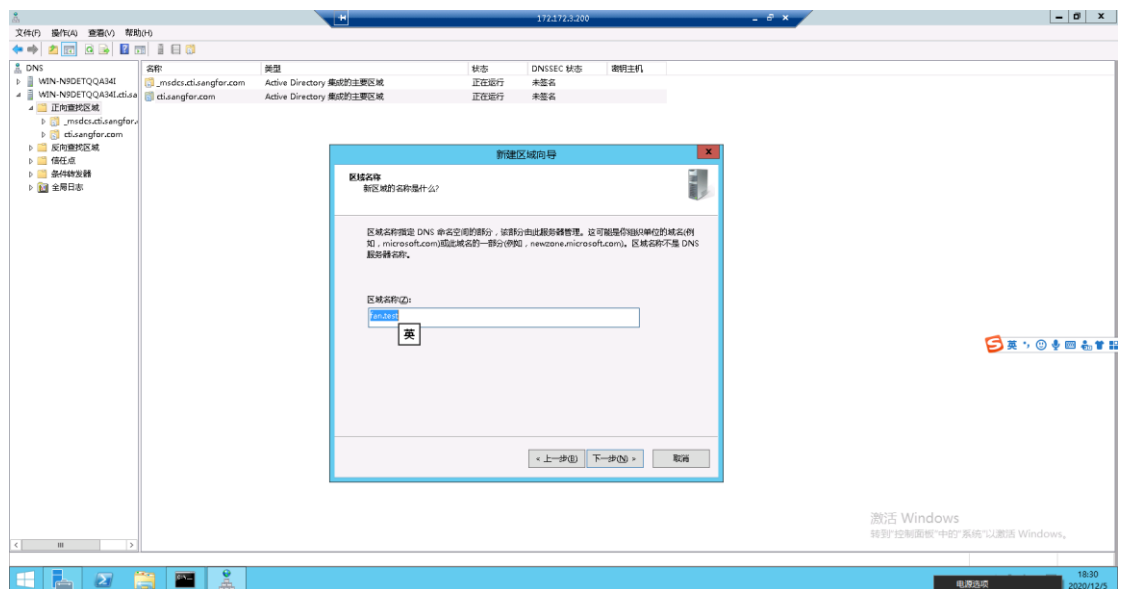 172.172.3.200
文件(F) 操作(A) 查看(V) 帮助(H)
DNS
WIN-N9DETQQA34I
WIN-N9DETQQA34I.cti.sa
正向查找区域
_msdcs.cti.sangfor.
cti.sangfor.com
反向查找区域
信任点
条件转发器
全局日志
名称 类型 状态 DNSSEC 状态 密钥主机
_msdcs.cti.sangfor.com Active Directory 集成的主要区域 正在运行 未签名
cti.sangfor.com Active Directory 集成的主要区域 正在运行 未签名
新建区域向导
区域名称
新区域的名称是什么?
区域名称指定 DNS 命名空间的部分，该部分由此服务器管理。这可能是你组织单位的域名(例
如，microsoft.com)或此域名的一部分(例如，newzone.microsoft.com)。区域名称不是 DNS
服务器名称。
区域名称(Z):
fan.test
英
< 上一步(B) 下一步(N) > 取消
英
激活 Windows
转到"控制面板"中的"系统"以激活 Windows。
电源选项
18:30
2020/12/5